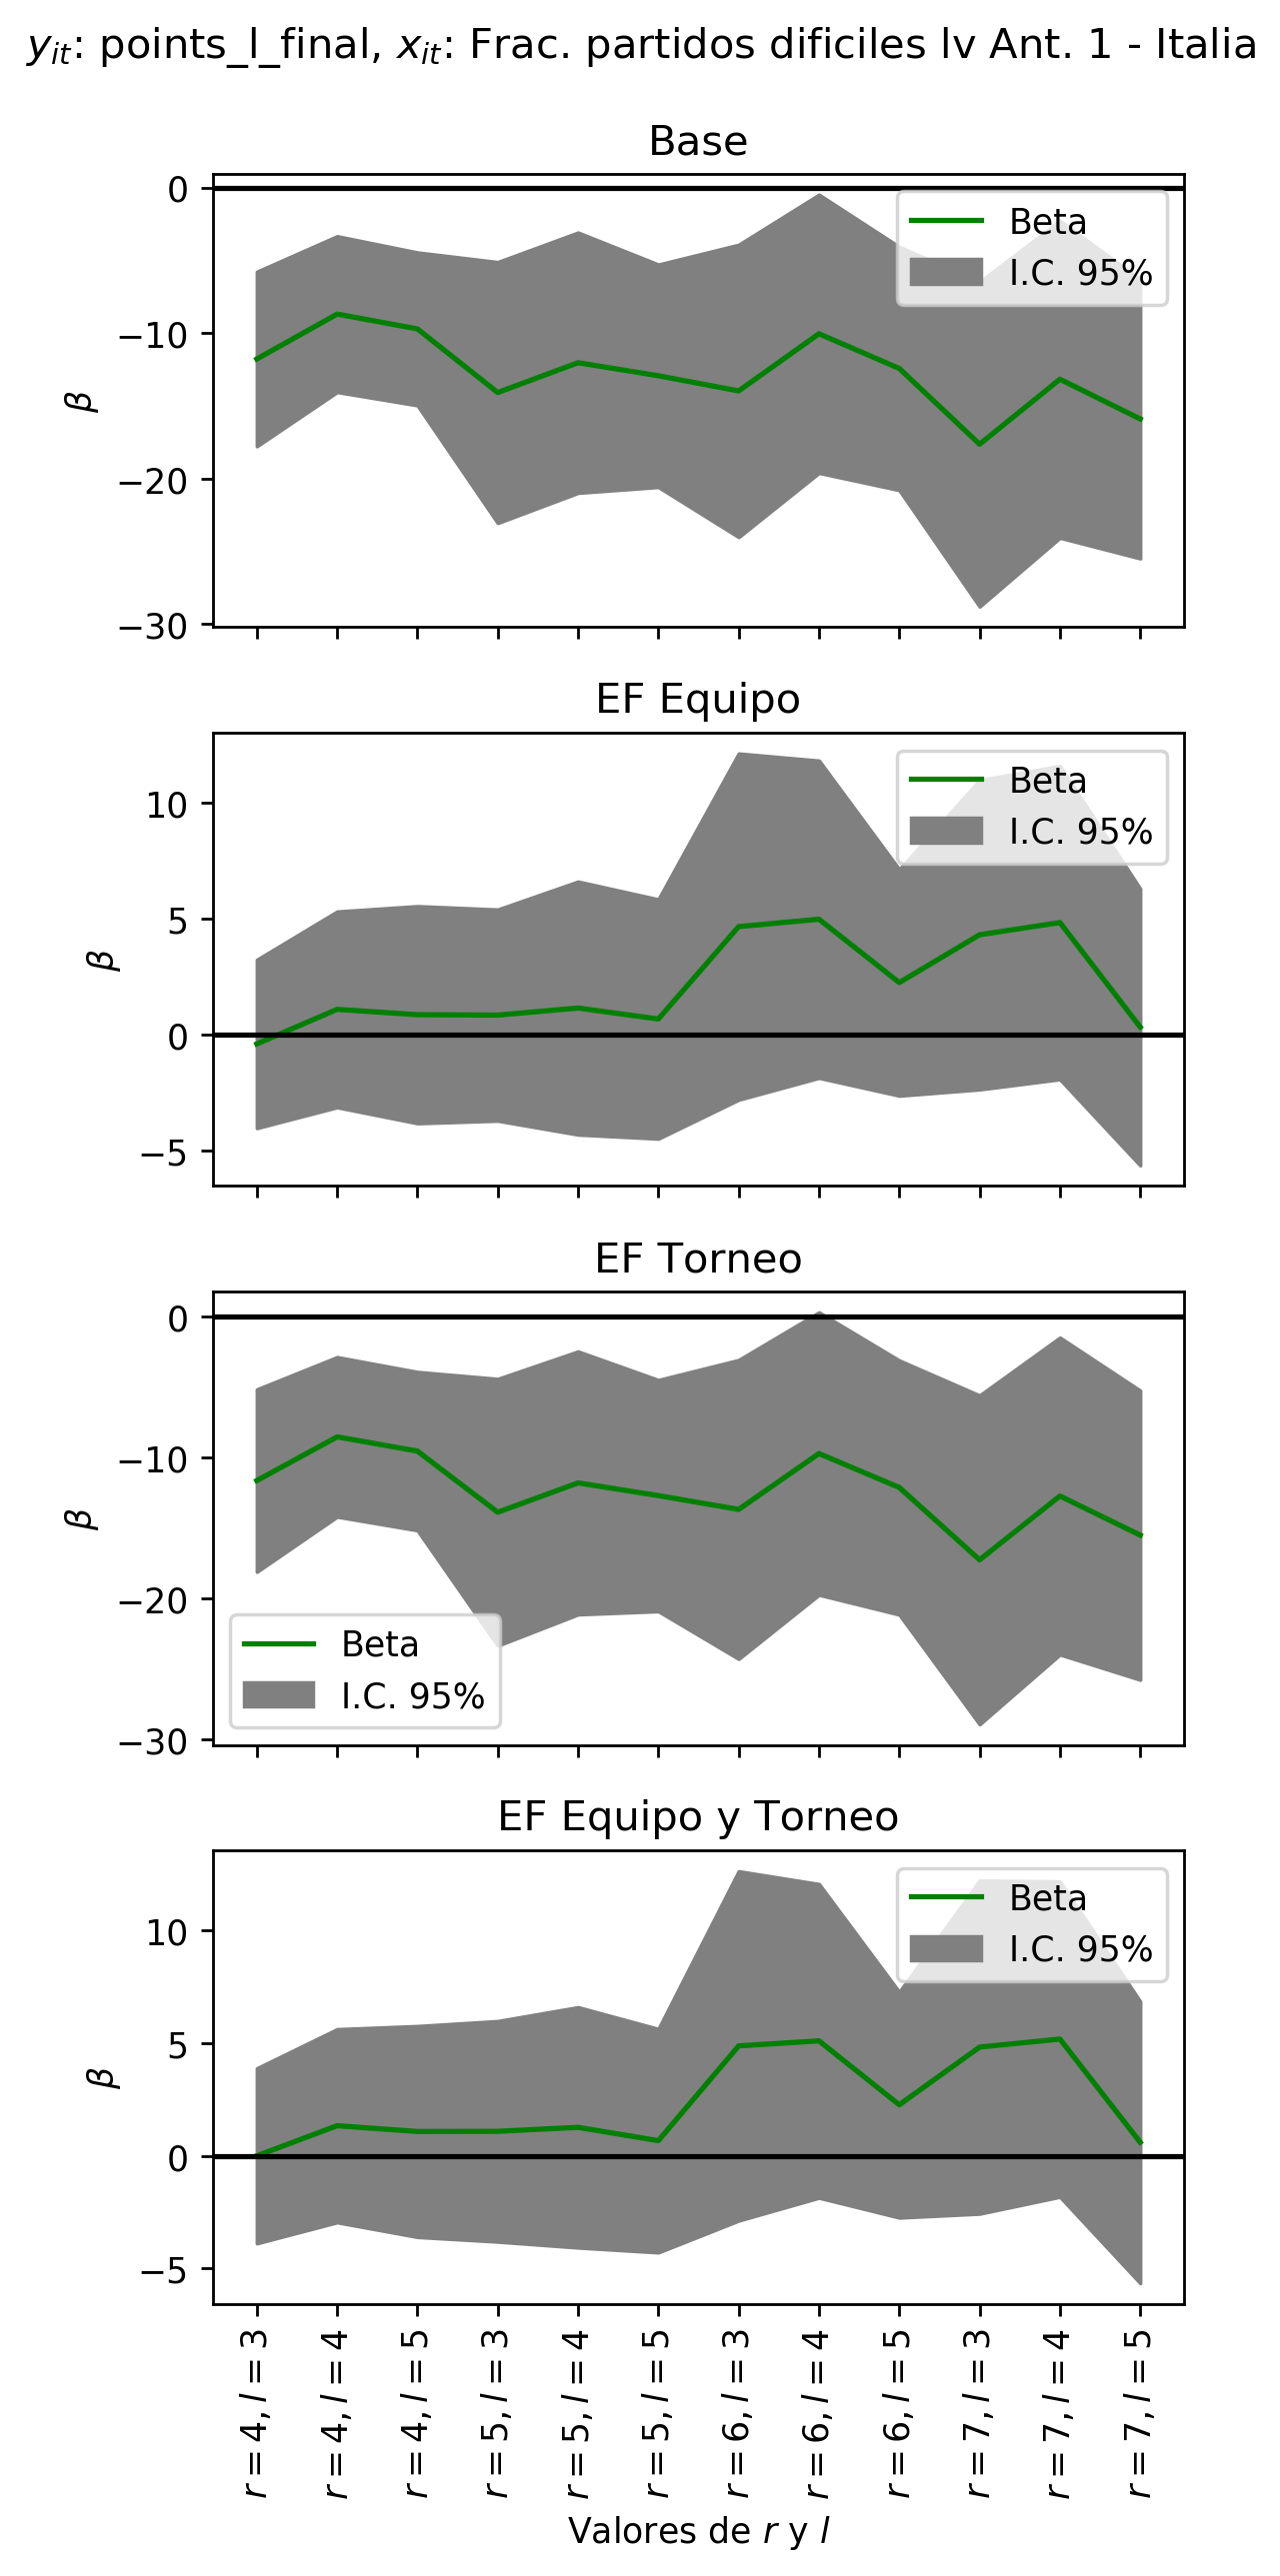 y_it: points_l_final, x_it: Frac. partidos dificiles lv Ant. 1 - Italia
Base
0
−10
−20
−30
β
Beta
I.C. 95%
EF Equipo
10
5
0
−5
β
Beta
I.C. 95%
EF Torneo
0
−10
−20
−30
β
Beta
I.C. 95%
EF Equipo y Torneo
10
5
0
−5
β
Beta
I.C. 95%
r = 4, l = 3
r = 4, l = 4
r = 4, l = 5
r = 5, l = 3
r = 5, l = 4
r = 5, l = 5
r = 6, l = 3
r = 6, l = 4
r = 6, l = 5
r = 7, l = 3
r = 7, l = 4
r = 7, l = 5
Valores de r y l